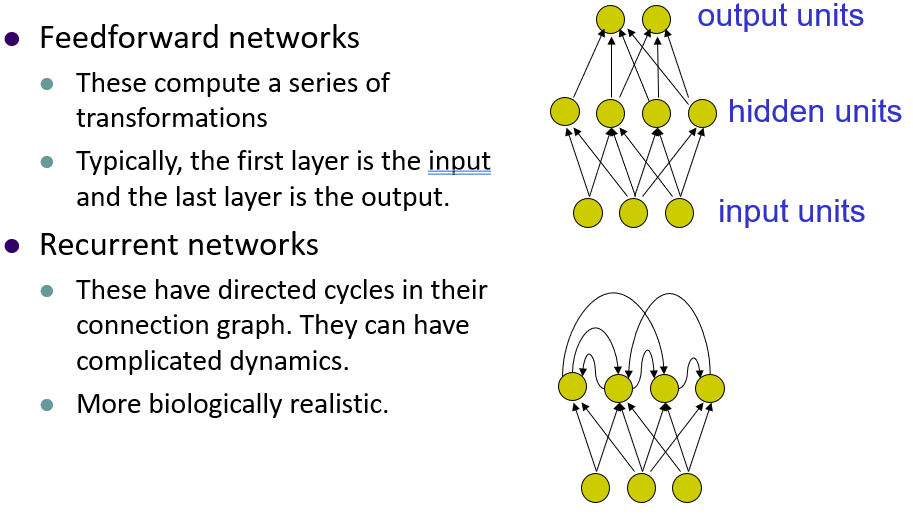 Feedforward networks
These compute a series of
transformations
Typically, the first layer is the input
and the last layer is the output.
Recurrent networks
These have directed cycles in their
connection graph. They can have
complicated dynamics.
More biologically realistic.
output units
hidden units
input units